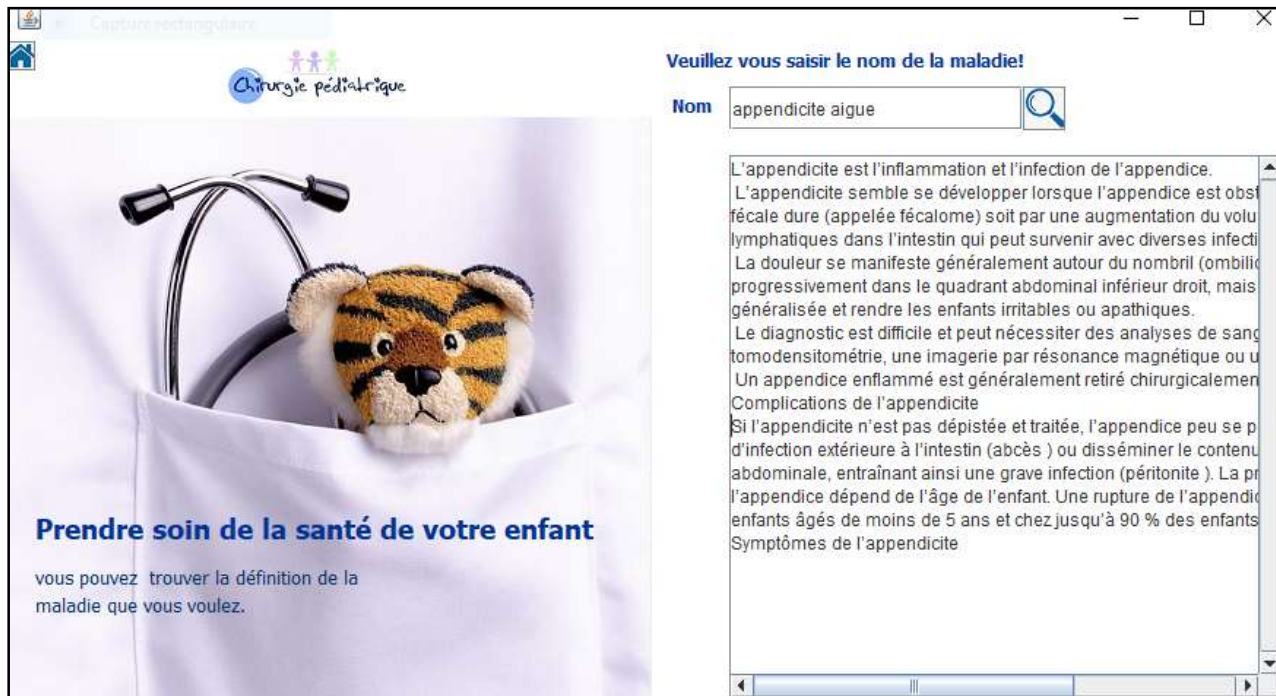 Capture rectangulaire
Chirurgie pédiatrique
Prendre soin de la santé de votre enfant
vous pouvez trouver la définition de la
maladie que vous voulez.
Veuillez vous saisir le nom de la maladie!
Nom
appendicite aigue
L'appendicite est l'inflammation et l'infection de l'appendice.
L'appendicite semble se développer lorsque l'appendice est obst
fécale dure (appelée fécalome) soit par une augmentation du volu
lymphatiques dans l'intestin qui peut survenir avec diverses infecti
La douleur se manifeste généralement autour du nombril (ombilic
progressivement dans le quadrant abdominal inférieur droit, mais
généralisée et rendre les enfants irritables ou apathiques.
Le diagnostic est difficile et peut nécessiter des analyses de sang
tomodensitométrie, une imagerie par résonance magnétique ou u
Un appendice enflammé est généralement retiré chirurgicalemen
Complications de l'appendicite
Si l'appendicite n'est pas dépistée et traitée, l'appendice peu se p
d'infection extérieure à l'intestin (abcès ) ou disséminer le contenu
abdominale, entraînant ainsi une grave infection (péritonite ). La pr
l'appendice dépend de l'âge de l'enfant. Une rupture de l'appendic
enfants âgés de moins de 5 ans et chez jusqu'à 90 % des enfants
Symptômes de l'appendicite